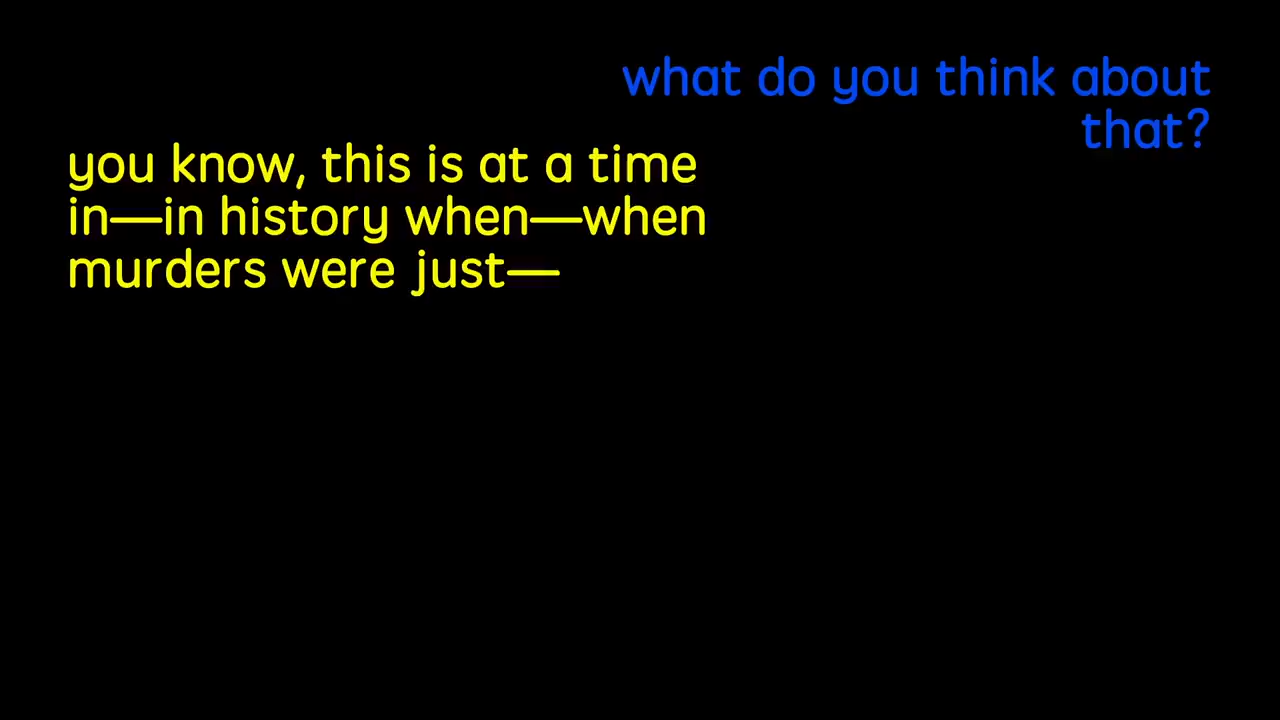 what do you think about
that?
you know, this is at a time
in—in history when—when
murders were just—